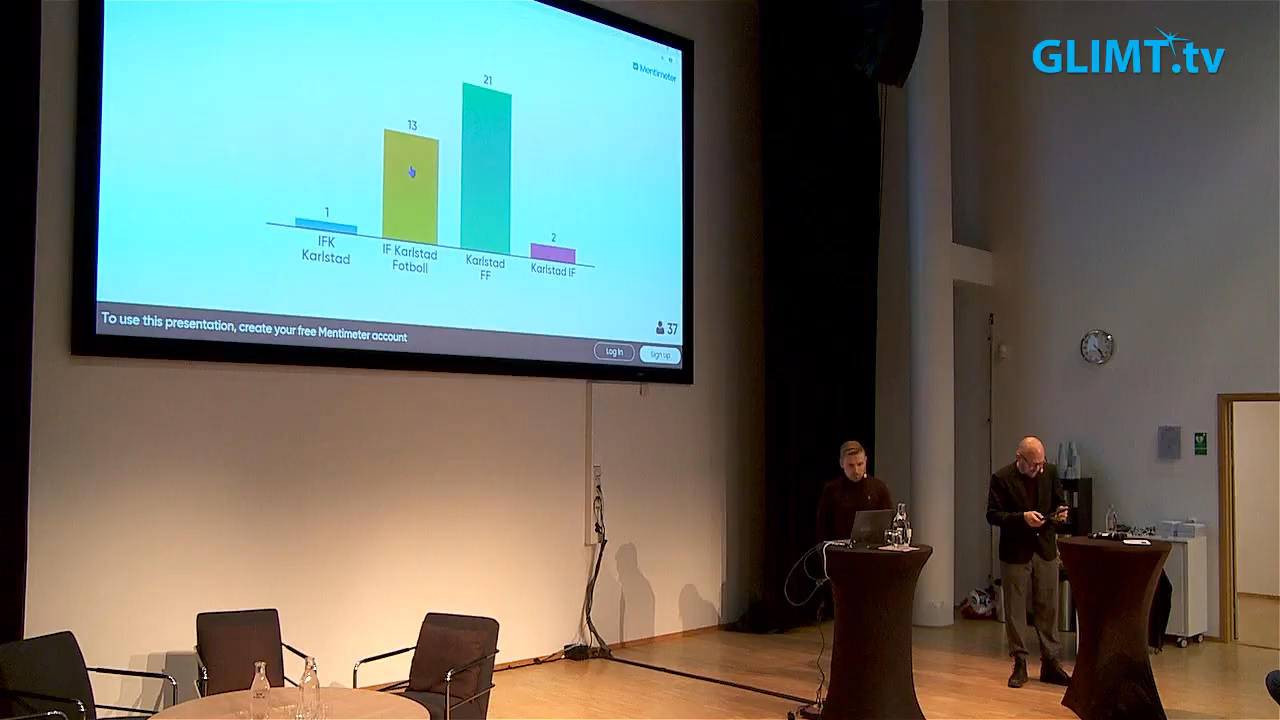 GLIMT.tv
Mentimeter
21
13
1
2
IFK
Karlstad
IF Karlstad
Fotboll
Karlstad
FF
Karlstad IF
37
To use this presentation, create your free Mentimeter account
Log in
Sign up